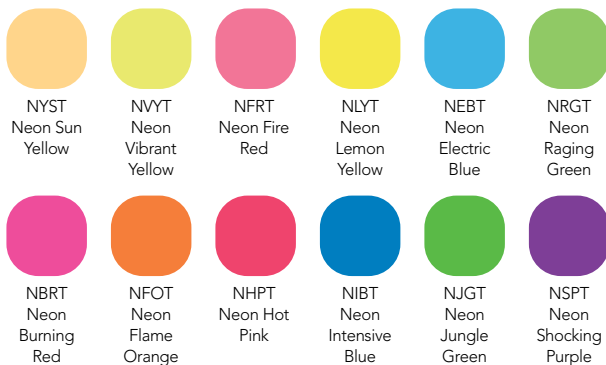 NYST
Neon Sun
Yellow
NVYT
Neon
Vibrant
Yellow
NFRT
Neon Fire
Red
NLYT
Neon
Lemon
Yellow
NEBT
Neon
Electric
Blue
NRGT
Neon
Raging
Green
NBRT
Neon
Burning
Red
NFOT
Neon
Flame
Orange
NHPT
Neon Hot
Pink
NIBT
Neon
Intensive
Blue
NJGT
Neon
Jungle
Green
NSPT
Neon
Shocking
Purple